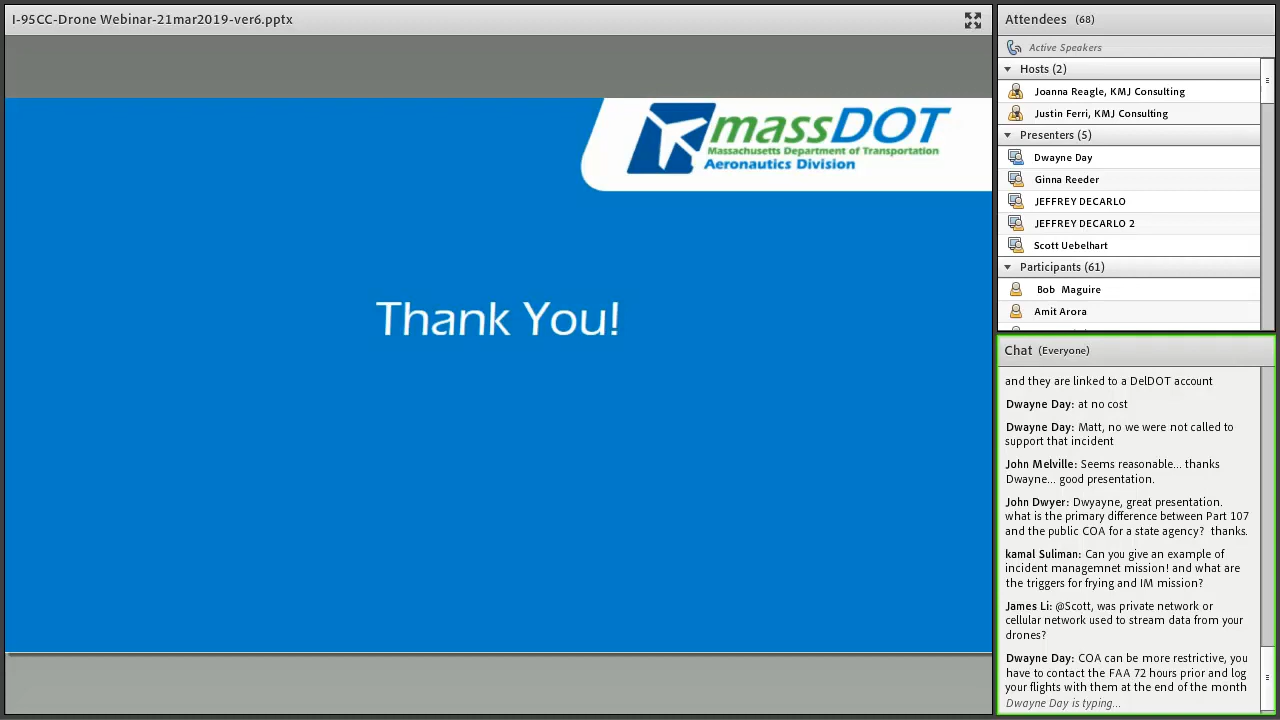 I-95CC-Drone Webinar-21mar2019-ver6.pptx
massDOT
Massachusetts Department of Transportation
Aeronautics Division
Thank You!
Attendees (68)
Active Speakers
Hosts (2)
Joanna Reagle, KMJ Consulting
Justin Ferri, KMJ Consulting
Presenters (5)
Dwayne Day
Ginna Reeder
JEFFREY DECARLO
JEFFREY DECARLO 2
Scott Uebelhart
Participants (61)
Bob Maguire
Amit Arora
Chat (Everyone)
and they are linked to a DelDOT account
Dwayne Day: at no cost
Dwayne Day: Matt, no we were not called to
support that incident
John Melville: Seems reasonable... thanks
Dwayne... good presentation.
John Dwyer: Dwyayne, great presentation.
what is the primary difference between Part 107
and the public COA for a state agency? thanks.
kamal Suliman: Can you give an example of
incident managemnet mission! and what are
the triggers for frying and IM mission?
James Li: @Scott, was private network or
cellular network used to stream data from your
drones?
Dwayne Day: COA can be more restrictive, you
have to contact the FAA 72 hours prior and log
your flights with them at the end of the month
Dwayne Day is typing...